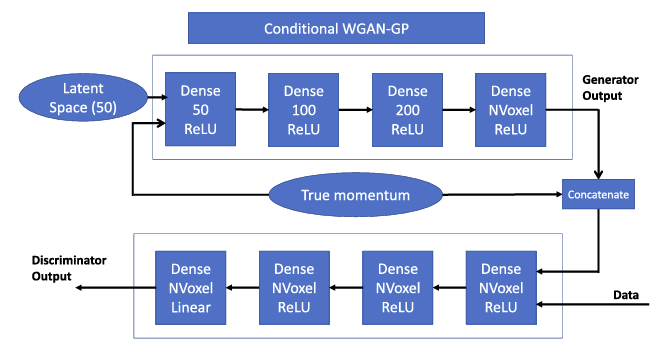 Conditional WGAN-GP
Latent
Space (50)
Dense
50
ReLU
Dense
100
ReLU
Dense
200
ReLU
Dense
NVoxel
ReLU
Generator
Output
True momentum
Concatenate
Discriminator
Output
Dense
NVoxel
Linear
Dense
NVoxel
ReLU
Dense
NVoxel
ReLU
Dense
NVoxel
ReLU
Data